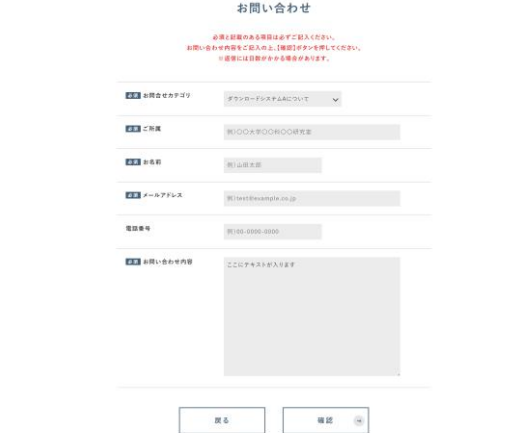 お問い合わせ
必須と記載のある項目は必ずご記入ください。
お問い合わせ内容をご記入の上、【確認】ボタンを押してください。
※返信には日数がかかる場合があります。
必須 お問合せカテゴリ
ダウンロードシステムAについて
必須 ご所属
例)〇〇大学〇〇科〇〇研究室
必須 お名前
例)山田太郎
必須 メールアドレス
例)test@example.co.jp
電話番号
例)00-0000-0000
必須 お問い合わせ内容
ここにテキストが入ります
戻る
確認